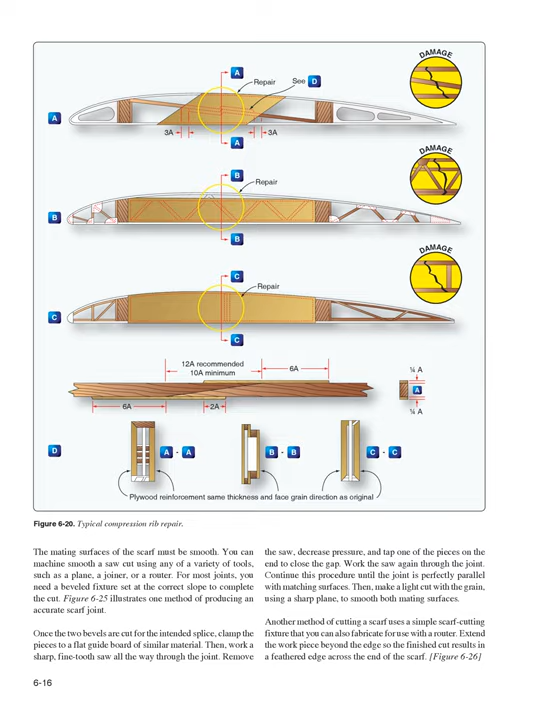 DAMAGE
A
Repair
See D
A
3A
3A
A
DAMAGE
B
Repair
B
B
DAMAGE
C
Repair
C
C
12A recommended
10A minimum
6A
¼ A
A
¼ A
6A
2A
D
A - A
B - B
C - C
Plywood reinforcement same thickness and face grain direction as original
Figure 6-20. Typical compression rib repair.
The mating surfaces of the scarf must be smooth. You can
machine smooth a saw cut using any of a variety of tools,
such as a plane, a joiner, or a router. For most joints, you
need a beveled fixture set at the correct slope to complete
the cut. Figure 6-25 illustrates one method of producing an
accurate scarf joint.
Once the two bevels are cut for the intended splice, clamp the
pieces to a flat guide board of similar material. Then, work a
sharp, fine-tooth saw all the way through the joint. Remove
the saw, decrease pressure, and tap one of the pieces on the
end to close the gap. Work the saw again through the joint.
Continue this procedure until the joint is perfectly parallel
with matching surfaces. Then, make a light cut with the grain,
using a sharp plane, to smooth both mating surfaces.
Another method of cutting a scarf uses a simple scarf-cutting
fixture that you can also fabricate for use with a router. Extend
the work piece beyond the edge so the finished cut results in
a feathered edge across the end of the scarf. [Figure 6-26]
6-16